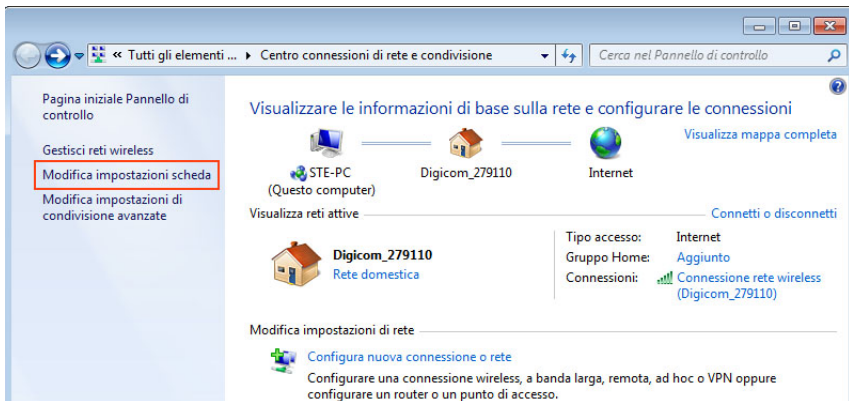 « Tutti gli elementi ... ▸ Centro connessioni di rete e condivisione
Cerca nel Pannello di controllo
Pagina iniziale Pannello di
controllo
Gestisci reti wireless
Modifica impostazioni scheda
Modifica impostazioni di
condivisione avanzate
Visualizzare le informazioni di base sulla rete e configurare le connessioni
Visualizza mappa completa
STE-PC
(Questo computer)
Digicom_279110
Internet
Visualizza reti attive
Connetti o disconnetti
Digicom_279110
Rete domestica
Tipo accesso: Internet
Gruppo Home: Aggiunto
Connessioni: Connessione rete wireless
(Digicom_279110)
Modifica impostazioni di rete
Configura nuova connessione o rete
Configurare una connessione wireless, a banda larga, remota, ad hoc o VPN oppure
configurare un router o un punto di accesso.